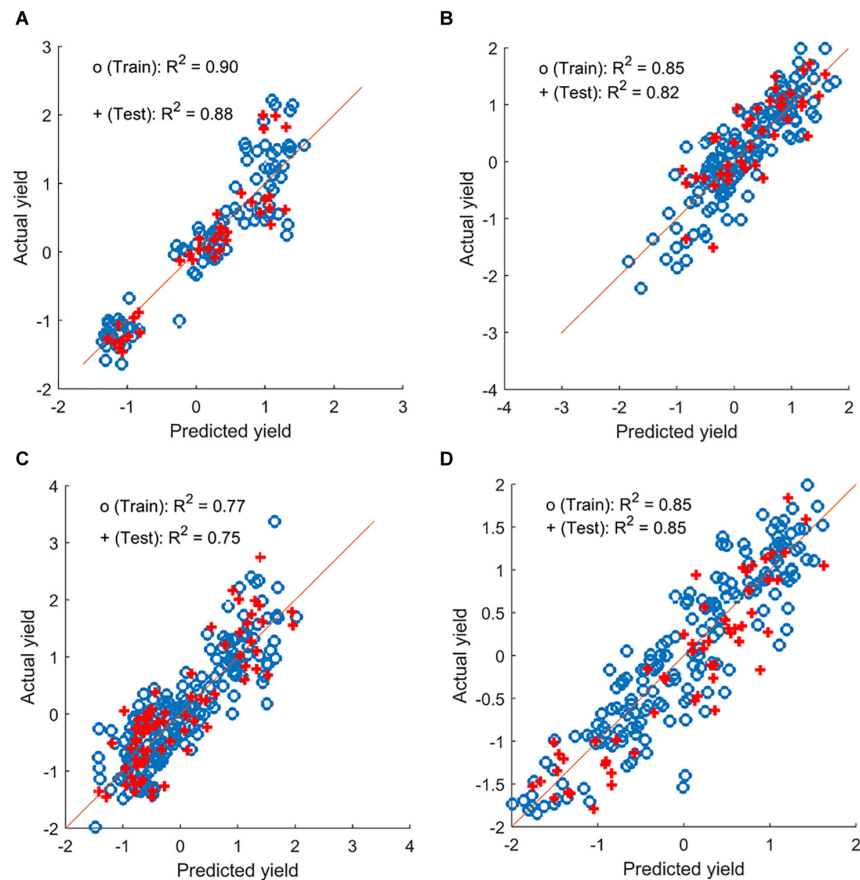 A
o (Train): R² = 0.90
+ (Test): R² = 0.88
3
2
1
0
-1
-2
-2 -1 0 1 2 3
Actual yield
Predicted yield
B
o (Train): R² = 0.85
+ (Test): R² = 0.82
2
1
0
-1
-2
-3
-4
-4 -3 -2 -1 0 1 2
Actual yield
Predicted yield
C
o (Train): R² = 0.77
+ (Test): R² = 0.75
4
3
2
1
0
-1
-2
-2 -1 0 1 2 3 4
Actual yield
Predicted yield
D
o (Train): R² = 0.85
+ (Test): R² = 0.85
2
1.5
1
0.5
0
-0.5
-1
-1.5
-2
-2 -1 0 1 2
Actual yield
Predicted yield